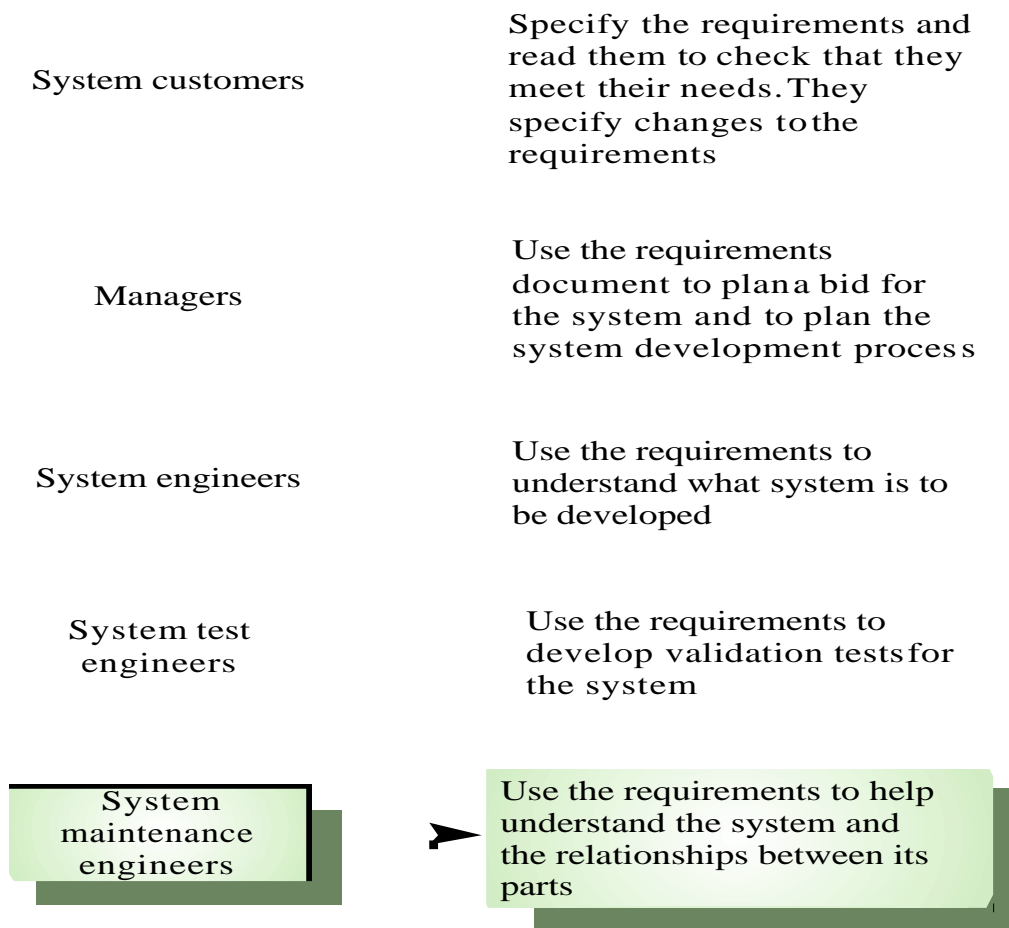 System customers
Specify the requirements and
read them to check that they
meet their needs. They
specify changes to the
requirements
Managers
Use the requirements
document to plan a bid for
the system and to plan the
system development process
System engineers
Use the requirements to
understand what system is to
be developed
System test
engineers
Use the requirements to
develop validation tests for
the system
System
maintenance
engineers
Use the requirements to help
understand the system and
the relationships between its
parts